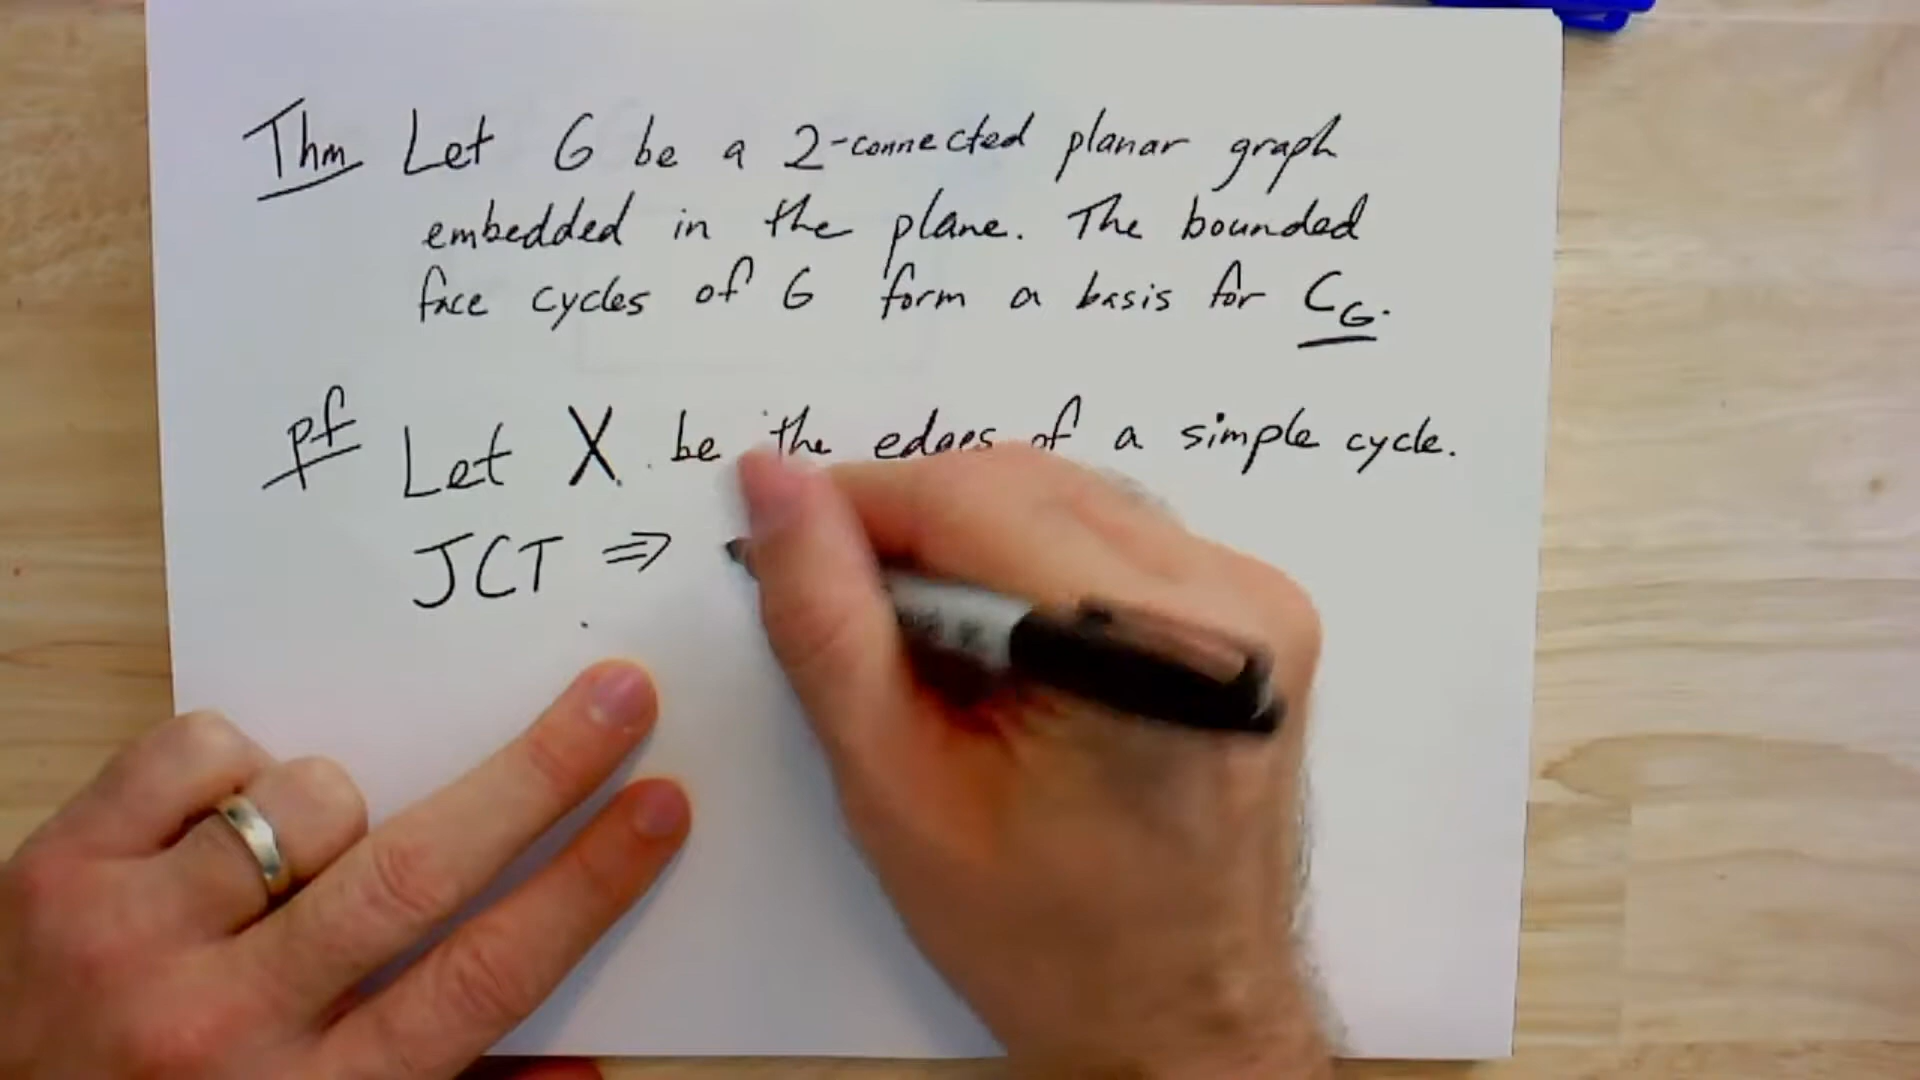 Thm Let G be a 2-connected planar graph
embedded in the plane. The bounded
face cycles of G form a basis for C_G.
pf Let X be the edges of a simple cycle.
JCT ⇒